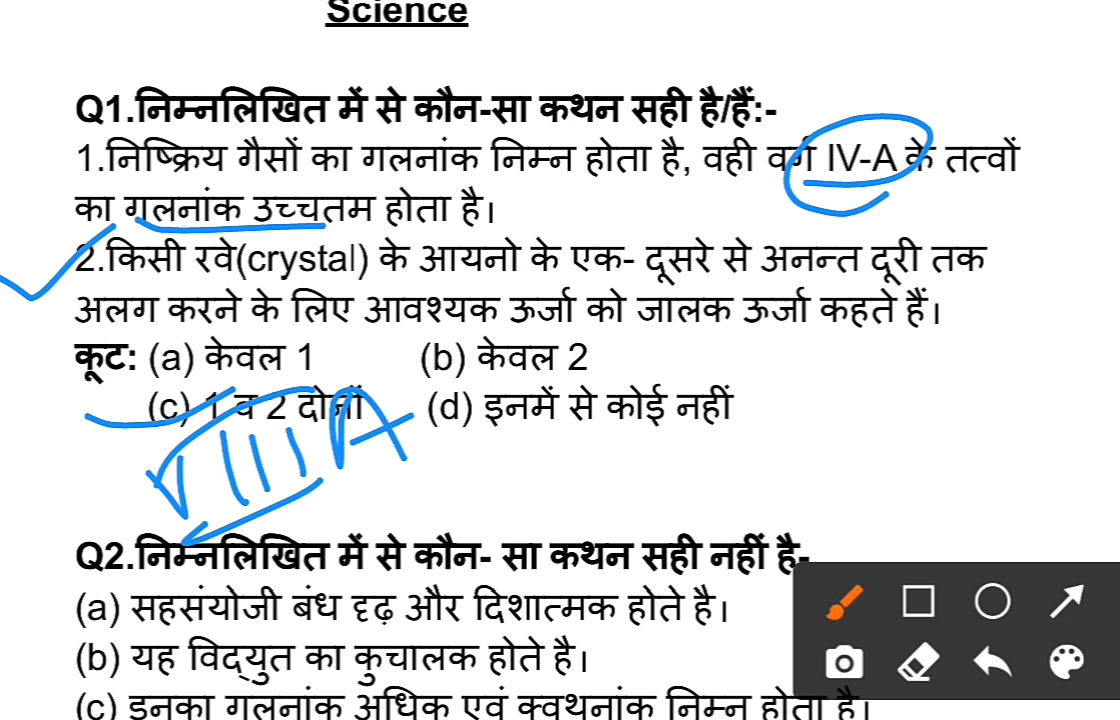 Science
Q1.निम्नलिखित में से कौन-सा कथन सही है/हैं:-
1.निष्क्रिय गैसों का गलनांक निम्न होता है, वही वर्ग IV-A के तत्वों
का गलनांक उच्चतम होता है।
2.किसी रवे(crystal) के आयनो के एक- दूसरे से अनन्त दूरी तक
अलग करने के लिए आवश्यक ऊर्जा को जालक ऊर्जा कहते हैं।
कूट: (a) केवल 1 (b) केवल 2
(c) 1 व 2 दोनों (d) इनमें से कोई नहीं
VIII A
Q2.निम्नलिखित में से कौन- सा कथन सही नहीं है-
(a) सहसंयोजी बंध दृढ़ और दिशात्मक होते है।
(b) यह विद्युत का कुचालक होते है।
(c) इनका गलनांक अधिक एवं क्वथनांक निम्न होता है।